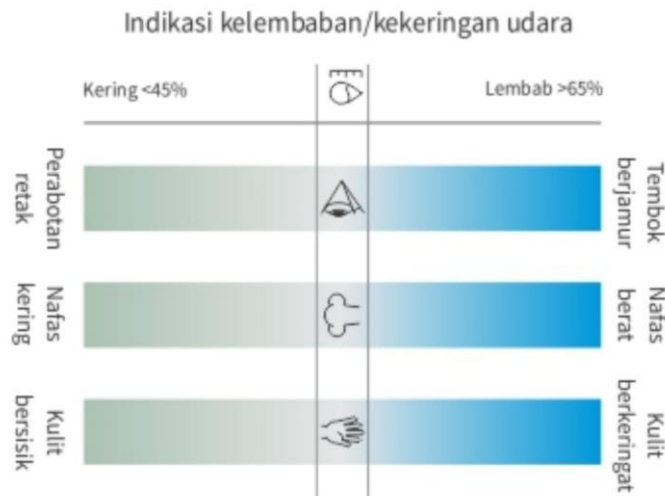 Indikasi kelembaban/kekeringan udara
Kering <45%
Lembab >65%
Perabotan
retak
Tembok
berjamur
Nafas
kering
Nafas
berat
Kulit
bersisik
Kulit
berkeringat